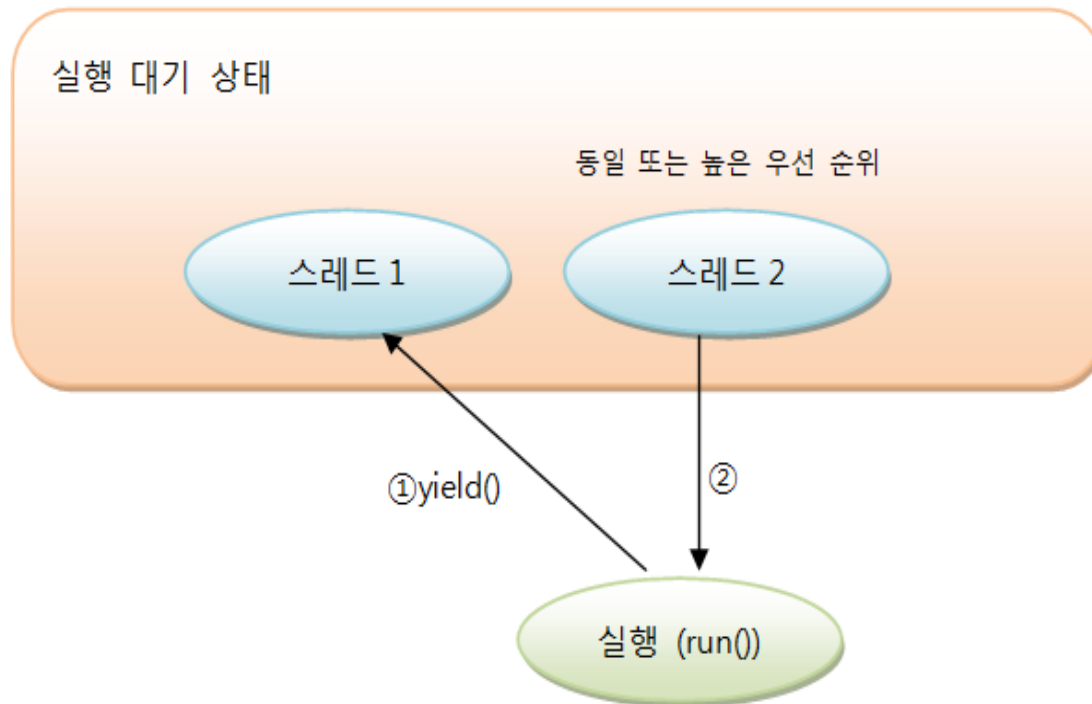 실행 대기 상태
동일 또는 높은 우선 순위
스레드 1
스레드 2
①yield()
②
실행 (run())